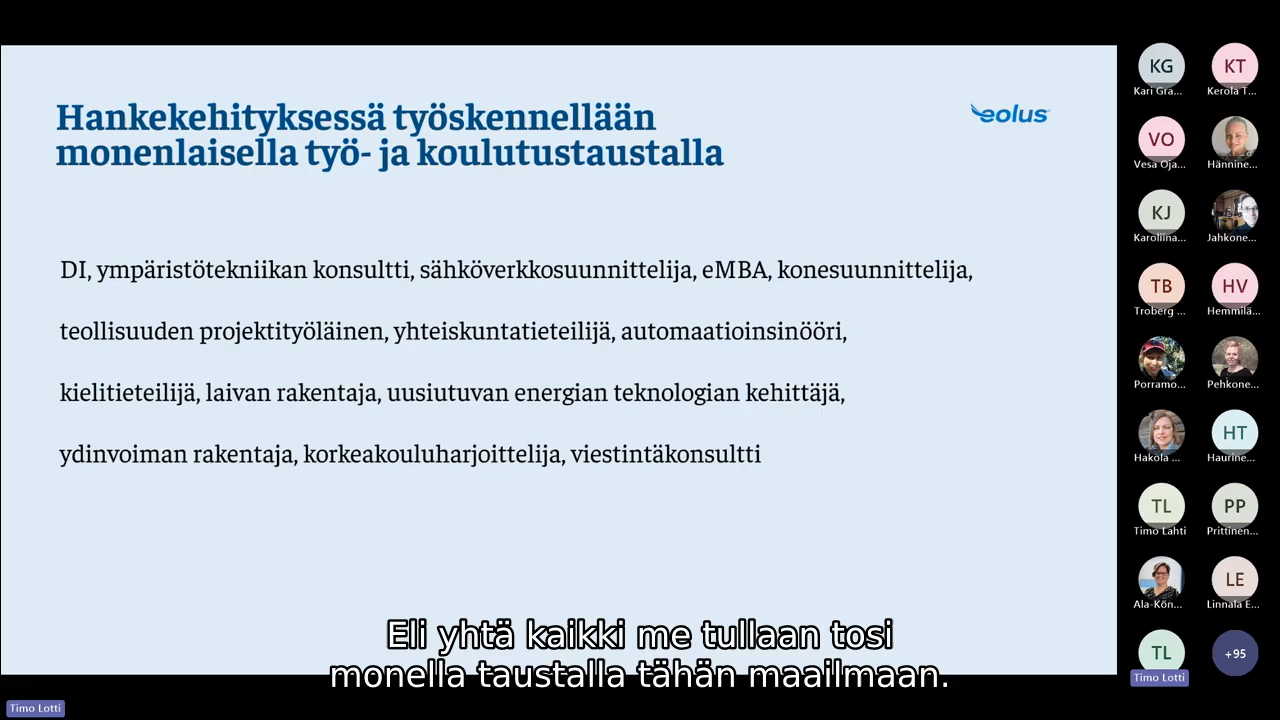 Hankekehityksessä työskennellään
monenlaisella työ- ja koulutustaustalla
eolus
DI, ympäristötekniikan konsultti, sähköverkkosuunnittelija, eMBA, konesuunnittelija,
teollisuuden projektityöläinen, yhteiskuntatieteilijä, automaatioinsinööri,
kielitieteilijä, laivan rakentaja, uusiutuvan energian teknologian kehittäjä,
ydinvoiman rakentaja, korkeakouluharjoittelija, viestintäkonsultti
Eli yhtä kaikki me tullaan tosi
monella taustalla tähän maailmaan.
Timo Lotti
KG
Kari Gra...
KT
Kerola T...
VO
Vesa Oja...
Hännine...
KJ
Karoliina...
Jahkone...
TB
Troberg ...
HV
Hemmilä...
Porramo...
Pehkone...
Hakola ...
HT
Haurine...
TL
Timo Lahti
PP
Prittinen...
Ala-Kön...
LE
Linnala E...
TL
Timo Lotti
+95